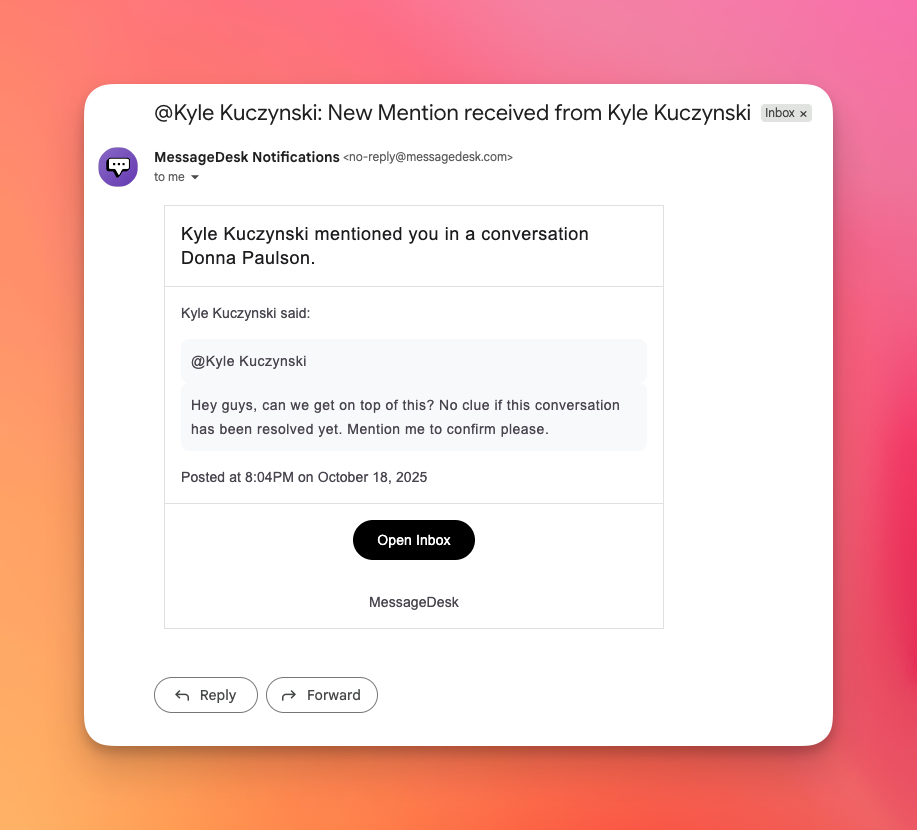 @Kyle Kuczynski: New Mention received from Kyle Kuczynski Inbox x
MessageDesk Notifications <no-reply@messagedesk.com>
to me
Kyle Kuczynski mentioned you in a conversation
Donna Paulson.
Kyle Kuczynski said:
@Kyle Kuczynski
Hey guys, can we get on top of this? No clue if this conversation
has been resolved yet. Mention me to confirm please.
Posted at 8:04PM on October 18, 2025
Open Inbox
MessageDesk
Reply Forward